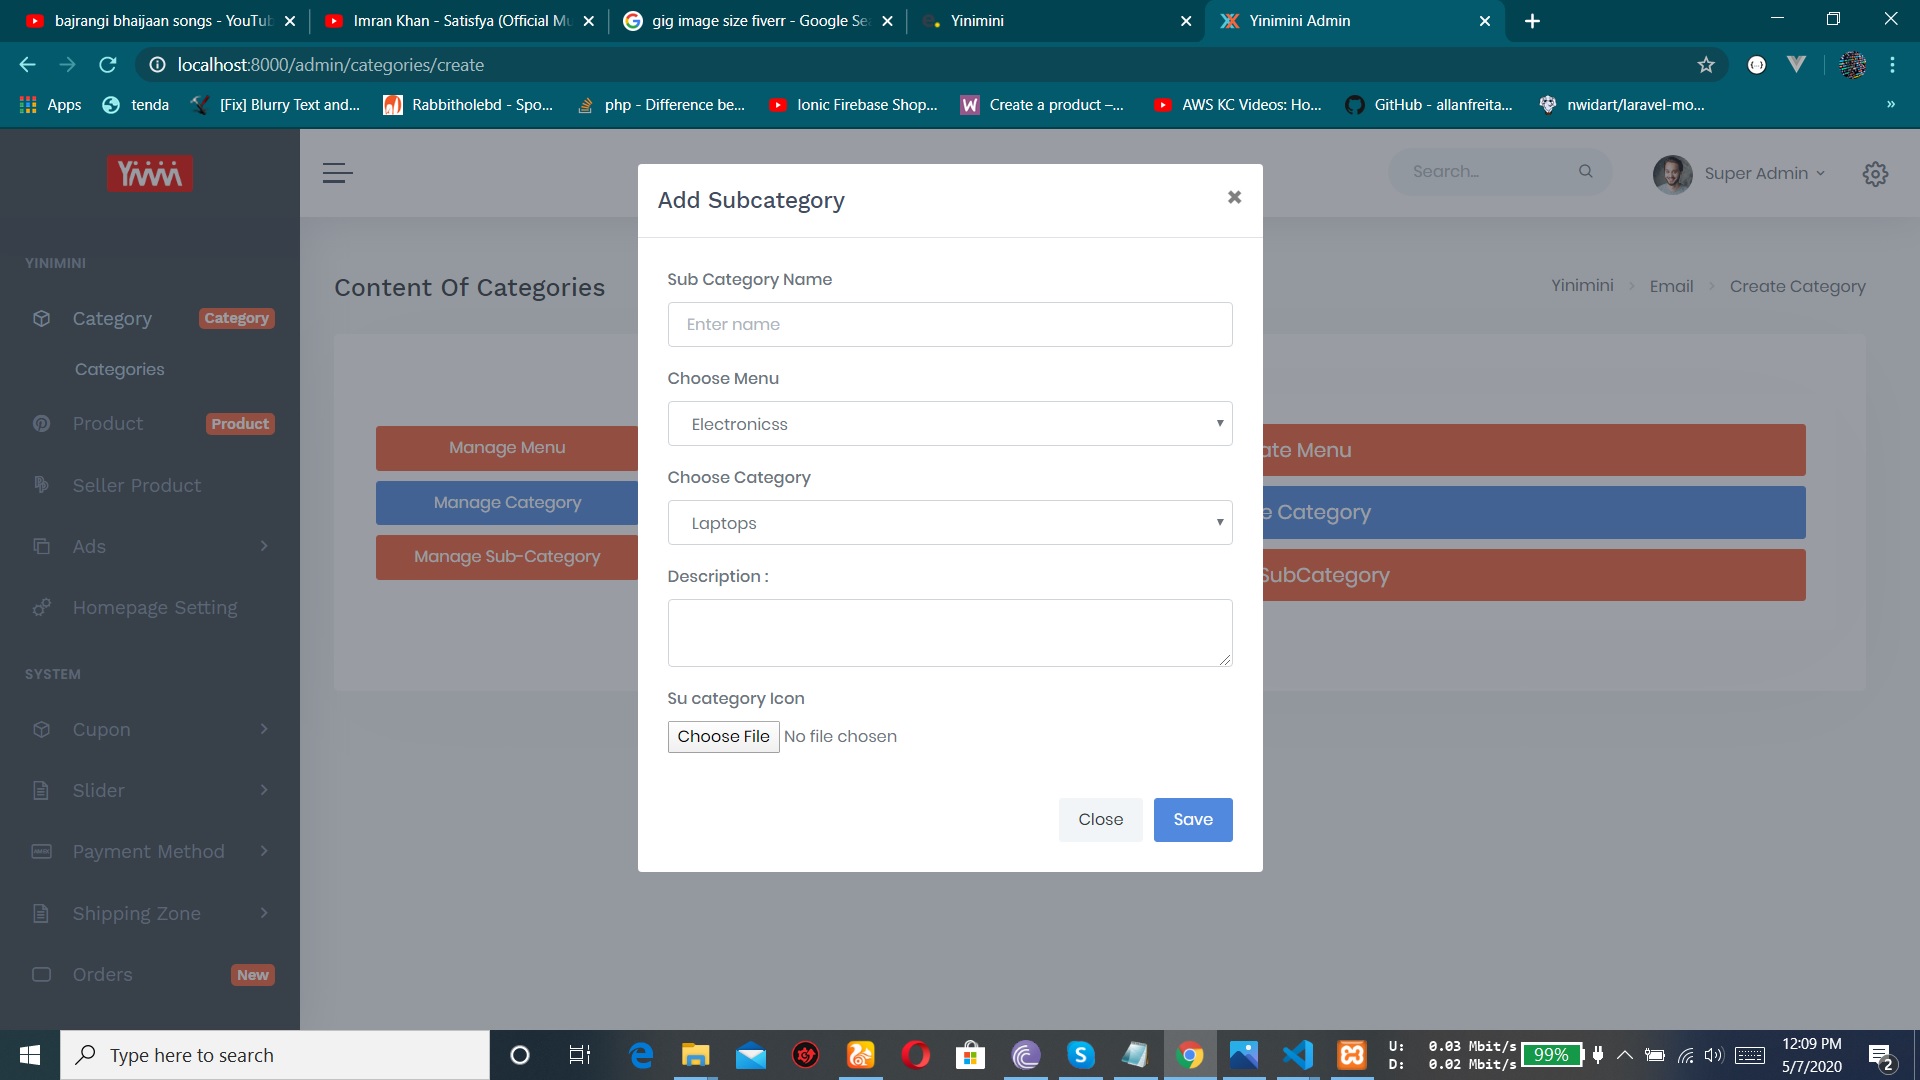 bajrangi bhaijaan songs - YouTub
Imran Khan - Satisfya (Official Mu
gig image size fiverr - Google Sea
Yinimini
Yinimini Admin
localhost:8000/admin/categories/create
Apps
tenda
[Fix] Blurry Text and...
Rabbitholebd - Spo...
php - Difference be...
Ionic Firebase Shop...
Create a product –...
AWS KC Videos: Ho...
GitHub - allanfreita...
nwidart/laravel-mo...
»
Search...
Super Admin
YINIMINI
Category
Category
Categories
Product
Product
Seller Product
Ads
Homepage Setting
SYSTEM
Cupon
Slider
Payment Method
Shipping Zone
Orders
New
Content Of Categories
Yinimini
Email
Create Category
Manage Menu
Manage Category
Manage Sub-Category
ate Menu
e Category
SubCategory
Add Subcategory
Sub Category Name
Enter name
Choose Menu
Electronicss
Choose Category
Laptops
Description :
Su category Icon
Choose File No file chosen
Close
Save
Type here to search
U: 0.03 Mbit/s
D: 0.02 Mbit/s
99%
12:09 PM
5/7/2020
2